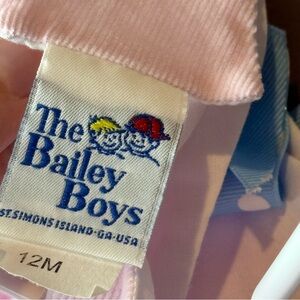 The
Bailey
Boys
ST.SIMONS ISLAND-GA-USA
12M